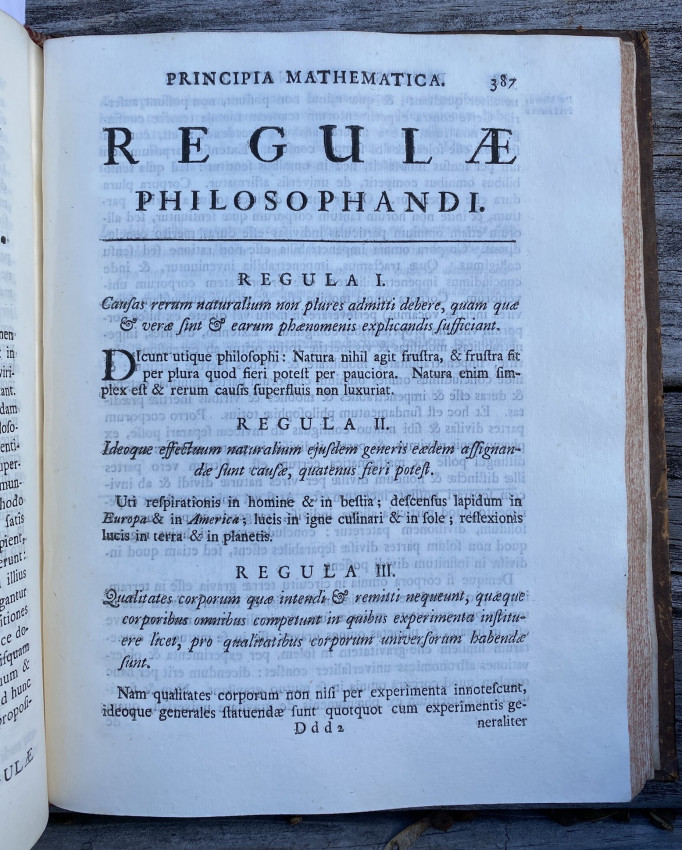 PRINCIPIA MATHEMATICA. 387
REGULÆ
PHILOSOPHANDI.
REGULA I.
Cauſas rerum naturalium non plures admitti debere, quam quæ
& veræ ſint & earum phænomenis explicandis ſufficiant.
DIcunt utique philoſophi: Natura nihil agit fruſtra, & fruſtra fit
per plura quod fieri poteſt per pauciora. Natura enim ſim-
plex eſt & rerum cauſis ſuperfluis non luxuriat.
REGULA II.
Ideoque effectuum naturalium ejuſdem generis eædem aſſignan-
dæ ſunt cauſæ, quatenus fieri poteſt.
Uti reſpirationis in homine & in beſtia; deſcenſus lapidum in
Europa & in America; lucis in igne culinari & in ſole; reflexionis
lucis in terra & in planetis.
REGULA III.
Qualitates corporum quæ intendi & remitti nequeunt, quæque
corporibus omnibus competunt in quibus experimenta inſtitu-
ere licet, pro qualitatibus corporum univerſorum habendæ
ſunt.
Nam qualitates corporum non niſi per experimenta innoteſcunt,
ideoque generales ſtatuendæ ſunt quotquot cum experimentis ge-
Ddd2 neraliter